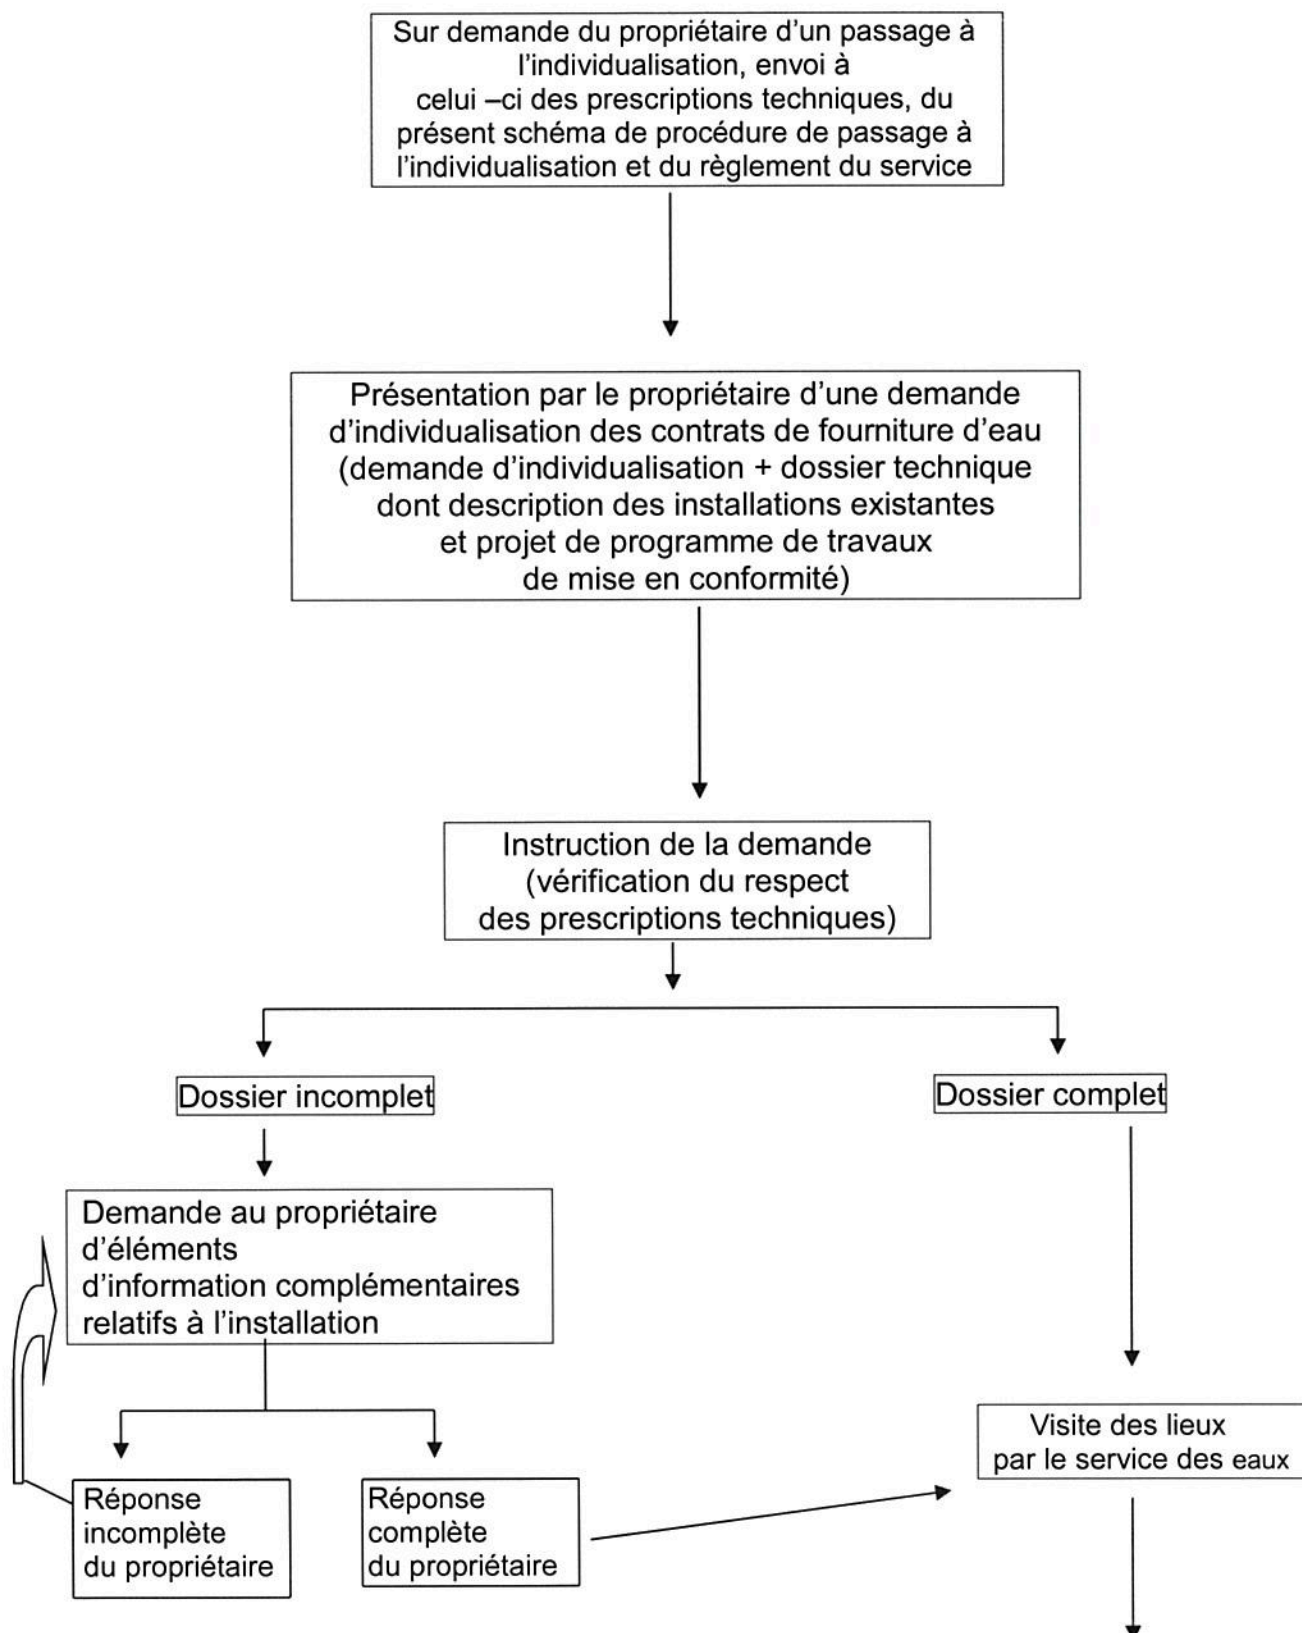 Sur demande du propriétaire d’un passage à
l’individualisation, envoi à
celui –ci des prescriptions techniques, du
présent schéma de procédure de passage à
l’individualisation et du règlement du service
Présentation par le propriétaire d’une demande
d’individualisation des contrats de fourniture d’eau
(demande d’individualisation + dossier technique
dont description des installations existantes
et projet de programme de travaux
de mise en conformité)
Instruction de la demande
(vérification du respect
des prescriptions techniques)
Dossier incomplet
Dossier complet
Demande au propriétaire
d’éléments
d’information complémentaires
relatifs à l’installation
Visite des lieux
par le service des eaux
Réponse
incomplète
du propriétaire
Réponse
complète
du propriétaire